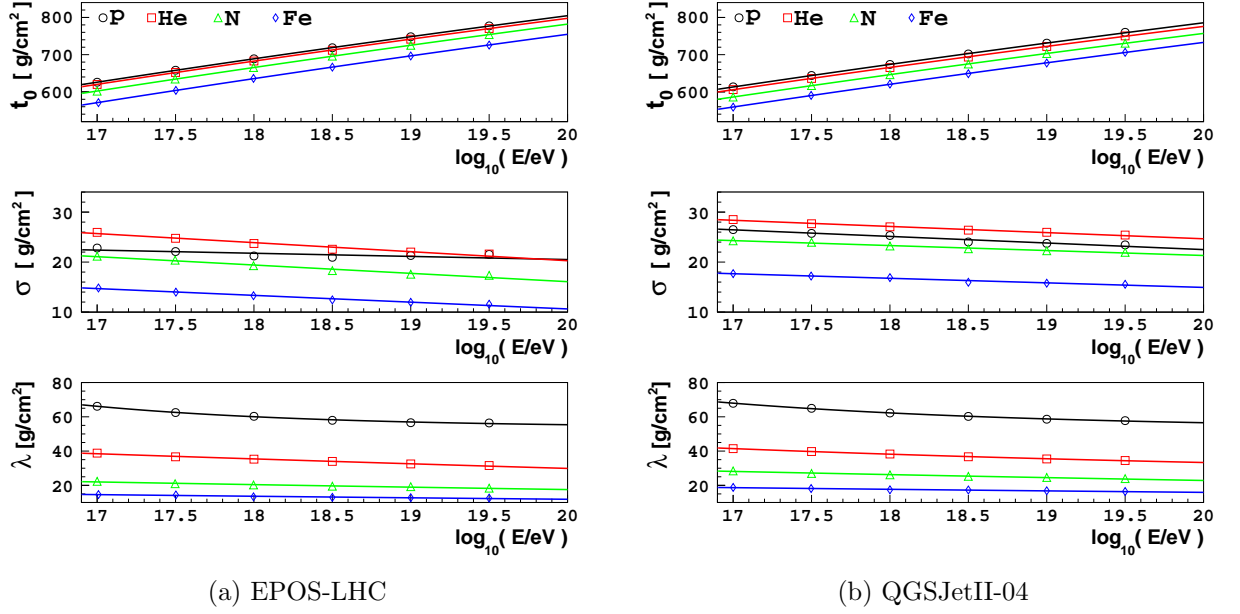 p He N Fe
t0 [ g/cm2]
800
700
600
17 17.5 18 18.5 19 19.5 20
log10( E/eV )
σ [ g/cm2]
30
20
10
17 17.5 18 18.5 19 19.5 20
log10( E/eV )
λ [g/cm2]
80
60
40
20
17 17.5 18 18.5 19 19.5 20
log10( E/eV )
(a) EPOS-LHC
p He N Fe
t0 [ g/cm2]
800
700
600
17 17.5 18 18.5 19 19.5 20
log10( E/eV )
σ [ g/cm2]
30
20
10
17 17.5 18 18.5 19 19.5 20
log10( E/eV )
λ [g/cm2]
80
60
40
20
17 17.5 18 18.5 19 19.5 20
log10( E/eV )
(b) QGSJetII-04